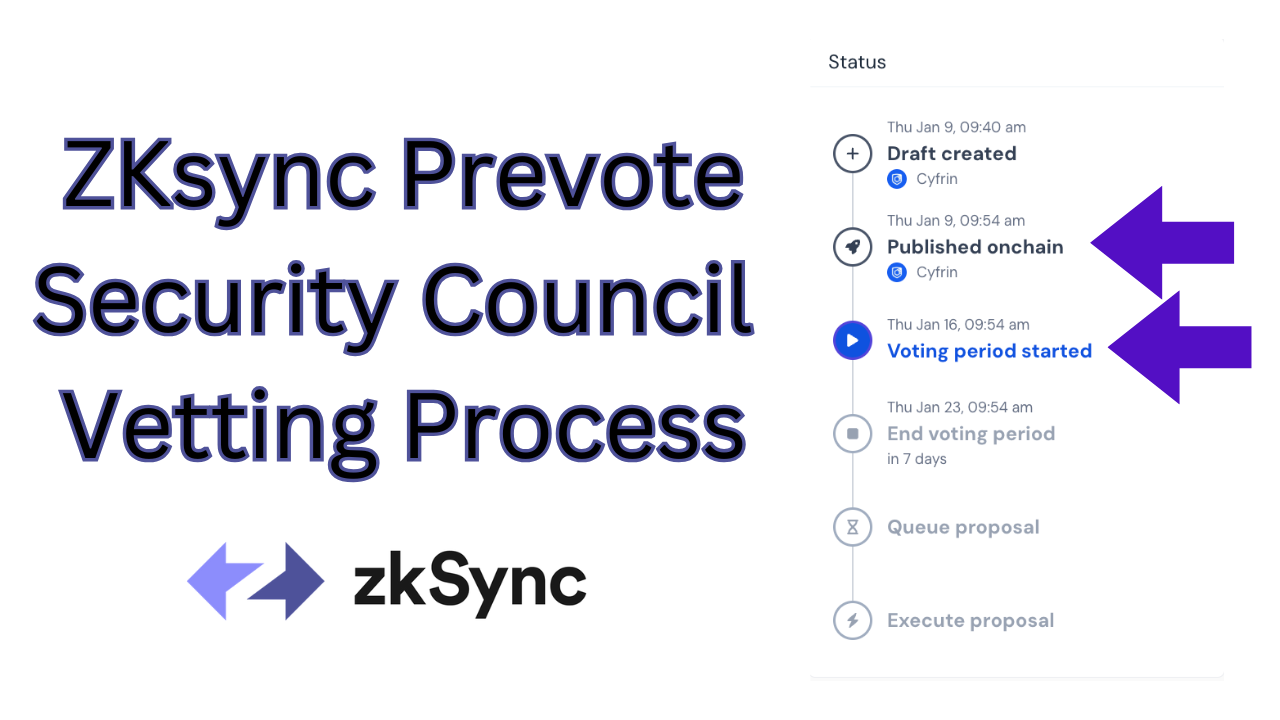 ZKsync Prevote
Security Council
Vetting Process
zkSync
Status
Thu Jan 9, 09:40 am
Draft created
Cyfrin
Thu Jan 9, 09:54 am
Published onchain
Cyfrin
Thu Jan 16, 09:54 am
Voting period started
Thu Jan 23, 09:54 am
End voting period
in 7 days
Queue proposal
Execute proposal